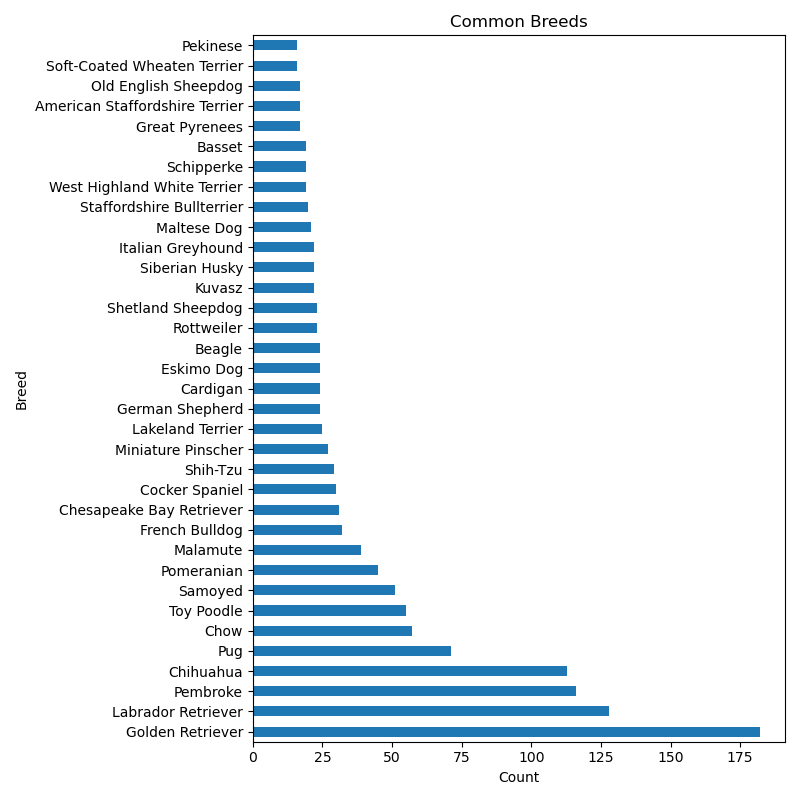 Common Breeds
Pekinese
Soft-Coated Wheaten Terrier
Old English Sheepdog
American Staffordshire Terrier
Great Pyrenees
Basset
Schipperke
West Highland White Terrier
Staffordshire Bullterrier
Maltese Dog
Italian Greyhound
Siberian Husky
Kuvasz
Shetland Sheepdog
Rottweiler
Beagle
Eskimo Dog
Cardigan
German Shepherd
Lakeland Terrier
Miniature Pinscher
Shih-Tzu
Cocker Spaniel
Chesapeake Bay Retriever
French Bulldog
Malamute
Pomeranian
Samoyed
Toy Poodle
Chow
Pug
Chihuahua
Pembroke
Labrador Retriever
Golden Retriever
Breed
0 25 50 75 100 125 150 175
Count